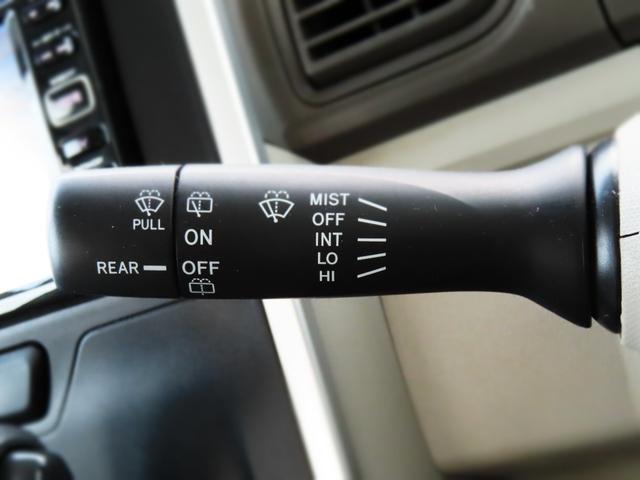 PULL
REAR
ON
OFF
MIST
OFF
INT
LO
HI